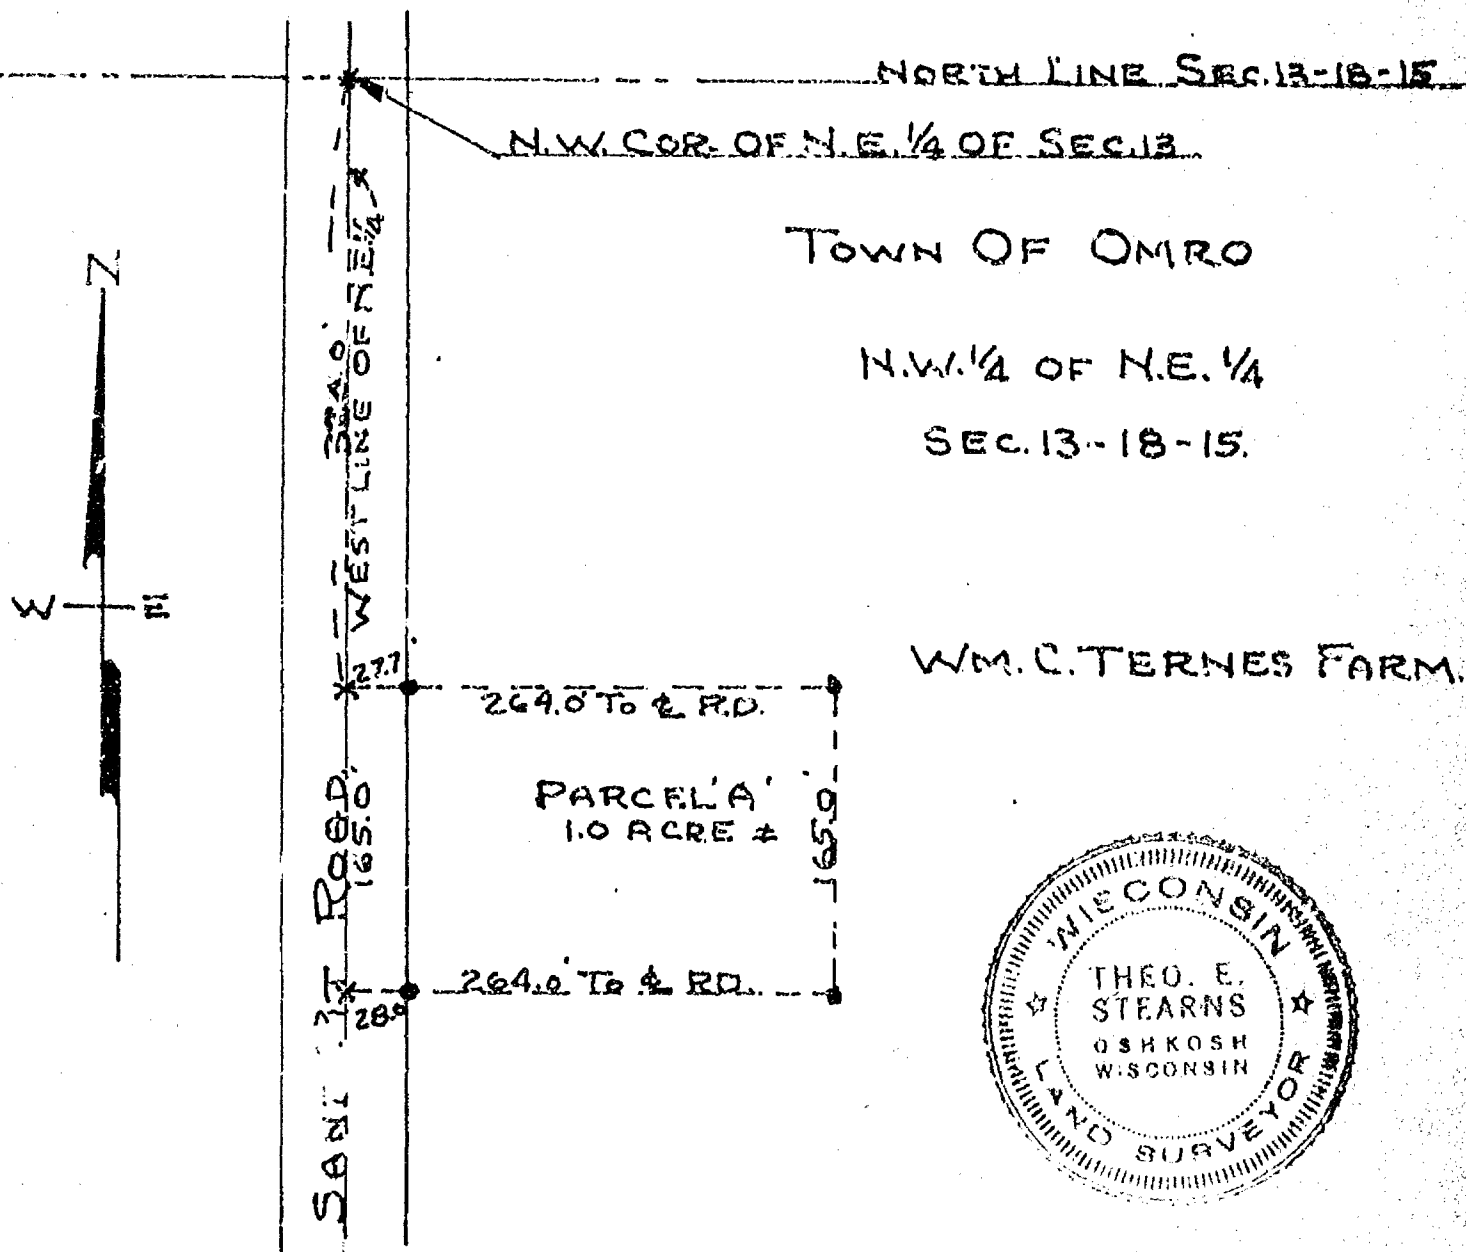 NORTH LINE SEC. 13-18-15
N.W. COR. OF N.E. 1/4 OF SEC. 13
TOWN OF OMRO
N.W. 1/4 OF N.E. 1/4
SEC. 13-18-15.
N
W E
WEST LINE OF N.E. 1/4
WM. C. TERNES FARM.
27.7
264.0' TO ℄ RD.
PARCEL 'A'
1.0 ACRE ±
165.0'
165.0'
264.0' TO ℄ RD.
28.0
ROAD
WISCONSIN
THEO. E.
STEARNS
OSHKOSH
WISCONSIN
LAND SURVEYOR